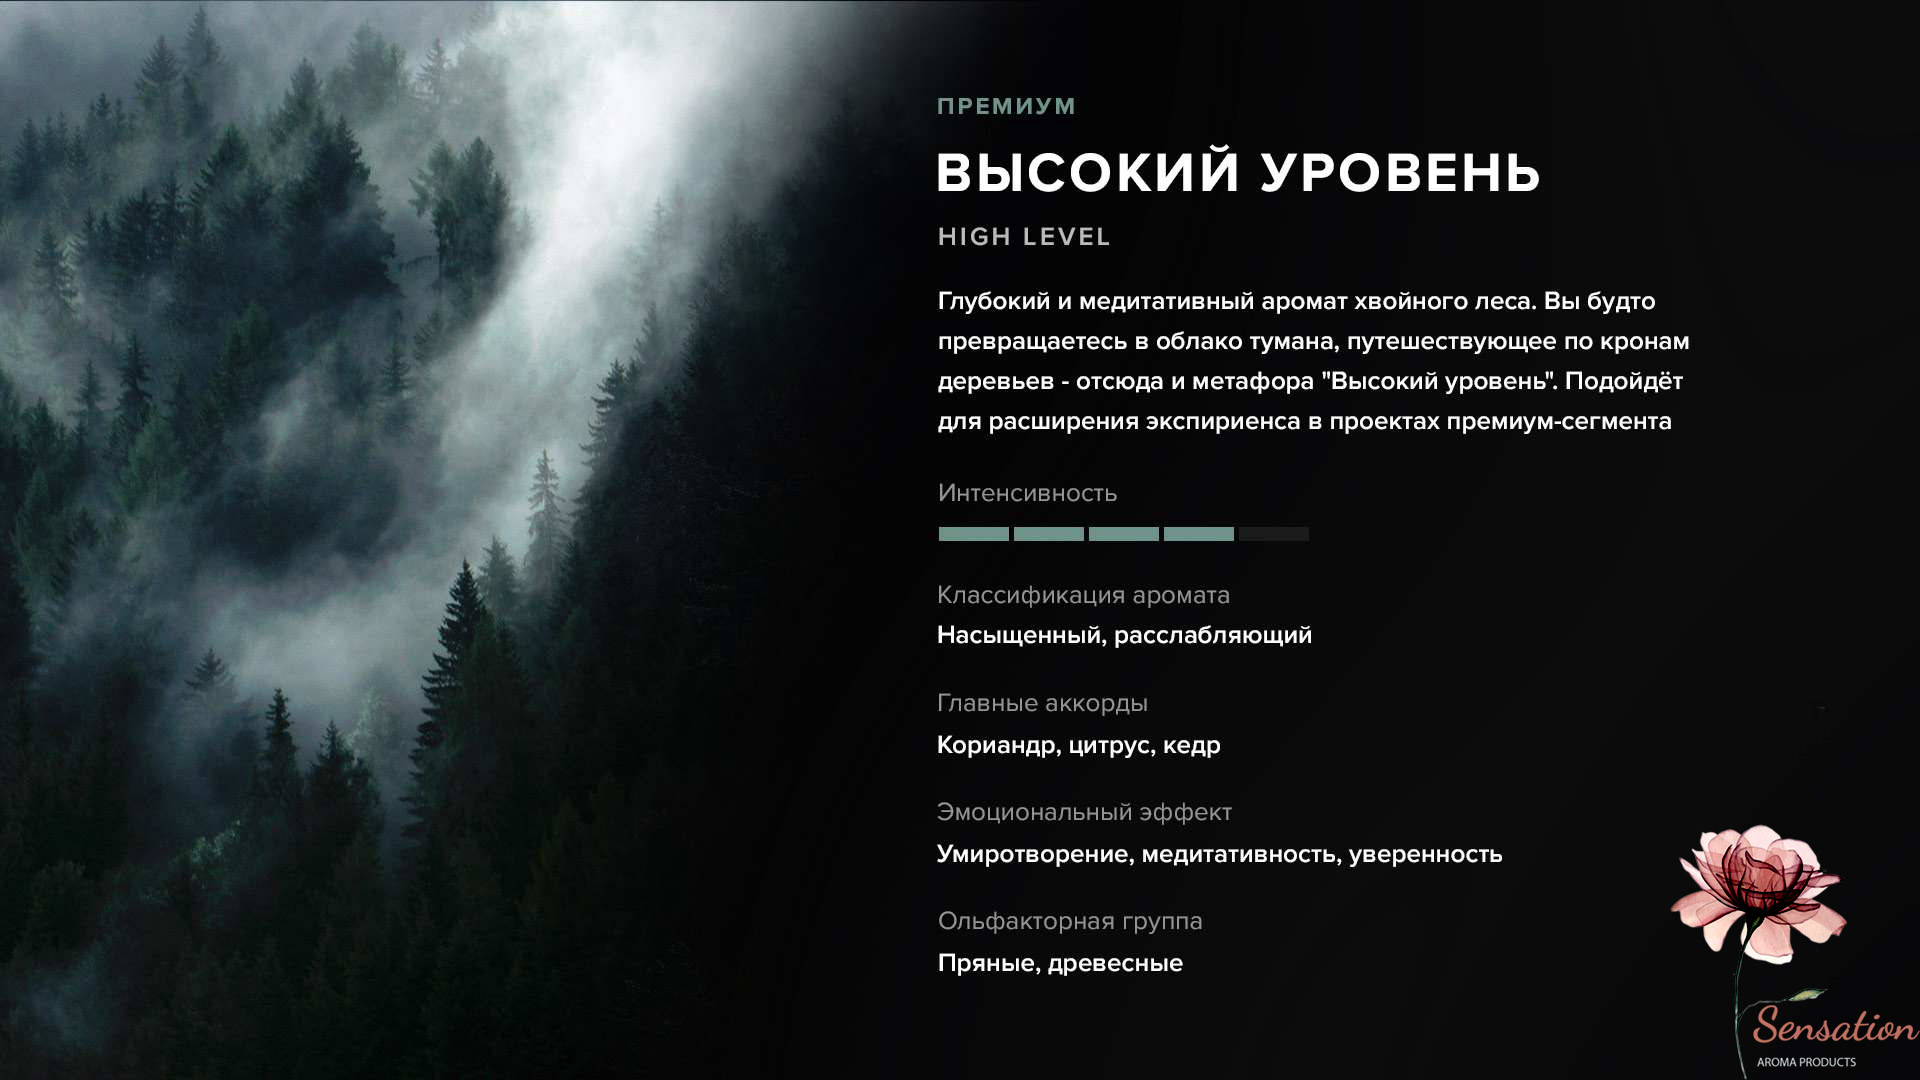 ПРЕМИУМ
ВЫСОКИЙ УРОВЕНЬ
HIGH LEVEL
Глубокий и медитативный аромат хвойного леса. Вы будто
превращаетесь в облако тумана, путешествующее по кронам
деревьев - отсюда и метафора "Высокий уровень". Подойдёт
для расширения экспириенса в проектах премиум-сегмента
Интенсивность
Классификация аромата
Насыщенный, расслабляющий
Главные аккорды
Кориандр, цитрус, кедр
Эмоциональный эффект
Умиротворение, медитативность, уверенность
Ольфакторная группа
Пряные, древесные
Sensation
AROMA PRODUCTS